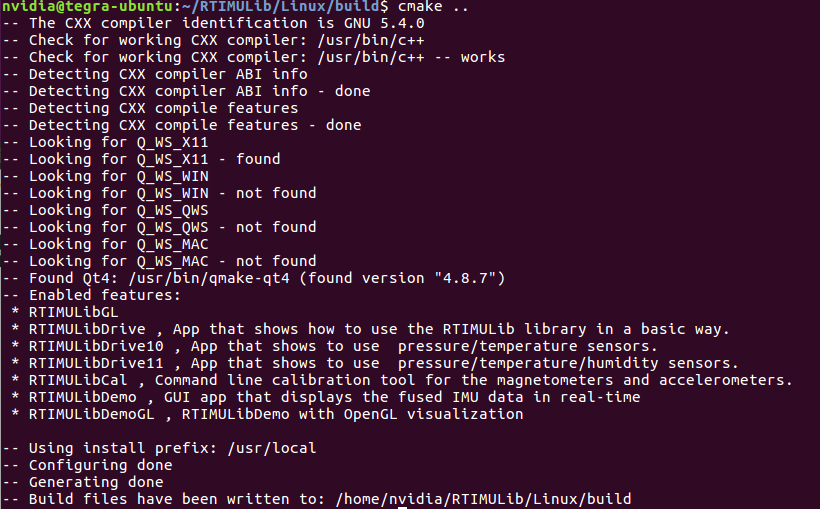 nvidia@tegra-ubuntu:~/RTIMULib/Linux/build$ cmake ..
-- The CXX compiler identification is GNU 5.4.0
-- Check for working CXX compiler: /usr/bin/c++
-- Check for working CXX compiler: /usr/bin/c++ -- works
-- Detecting CXX compiler ABI info
-- Detecting CXX compiler ABI info - done
-- Detecting CXX compile features
-- Detecting CXX compile features - done
-- Looking for Q_WS_X11
-- Looking for Q_WS_X11 - found
-- Looking for Q_WS_WIN
-- Looking for Q_WS_WIN - not found
-- Looking for Q_WS_QWS
-- Looking for Q_WS_QWS - not found
-- Looking for Q_WS_MAC
-- Looking for Q_WS_MAC - not found
-- Found Qt4: /usr/bin/qmake-qt4 (found version "4.8.7")
-- Enabled features:
 * RTIMULibGL
 * RTIMULibDrive , App that shows how to use the RTIMULib library in a basic way.
 * RTIMULibDrive10 , App that shows to use  pressure/temperature sensors.
 * RTIMULibDrive11 , App that shows to use  pressure/temperature/humidity sensors.
 * RTIMULibCal , Command line calibration tool for the magnetometers and accelerometers.
 * RTIMULibDemo , GUI app that displays the fused IMU data in real-time
 * RTIMULibDemoGL , RTIMULibDemo with OpenGL visualization
-- Using install prefix: /usr/local
-- Configuring done
-- Generating done
-- Build files have been written to: /home/nvidia/RTIMULib/Linux/build